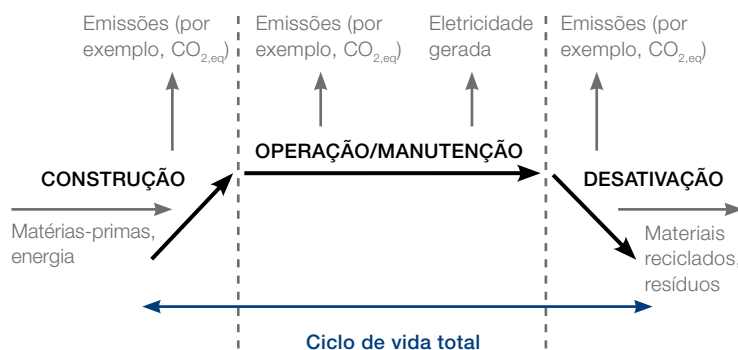 Emissões (por
exemplo, CO2,eq)
Emissões (por
exemplo, CO2,eq)
Eletricidade
gerada
Emissões (por
exemplo, CO2,eq)
CONSTRUÇÃO
OPERAÇÃO/MANUTENÇÃO
DESATIVAÇÃO
Matérias-primas,
energia
Materiais
reciclados,
resíduos
Ciclo de vida total